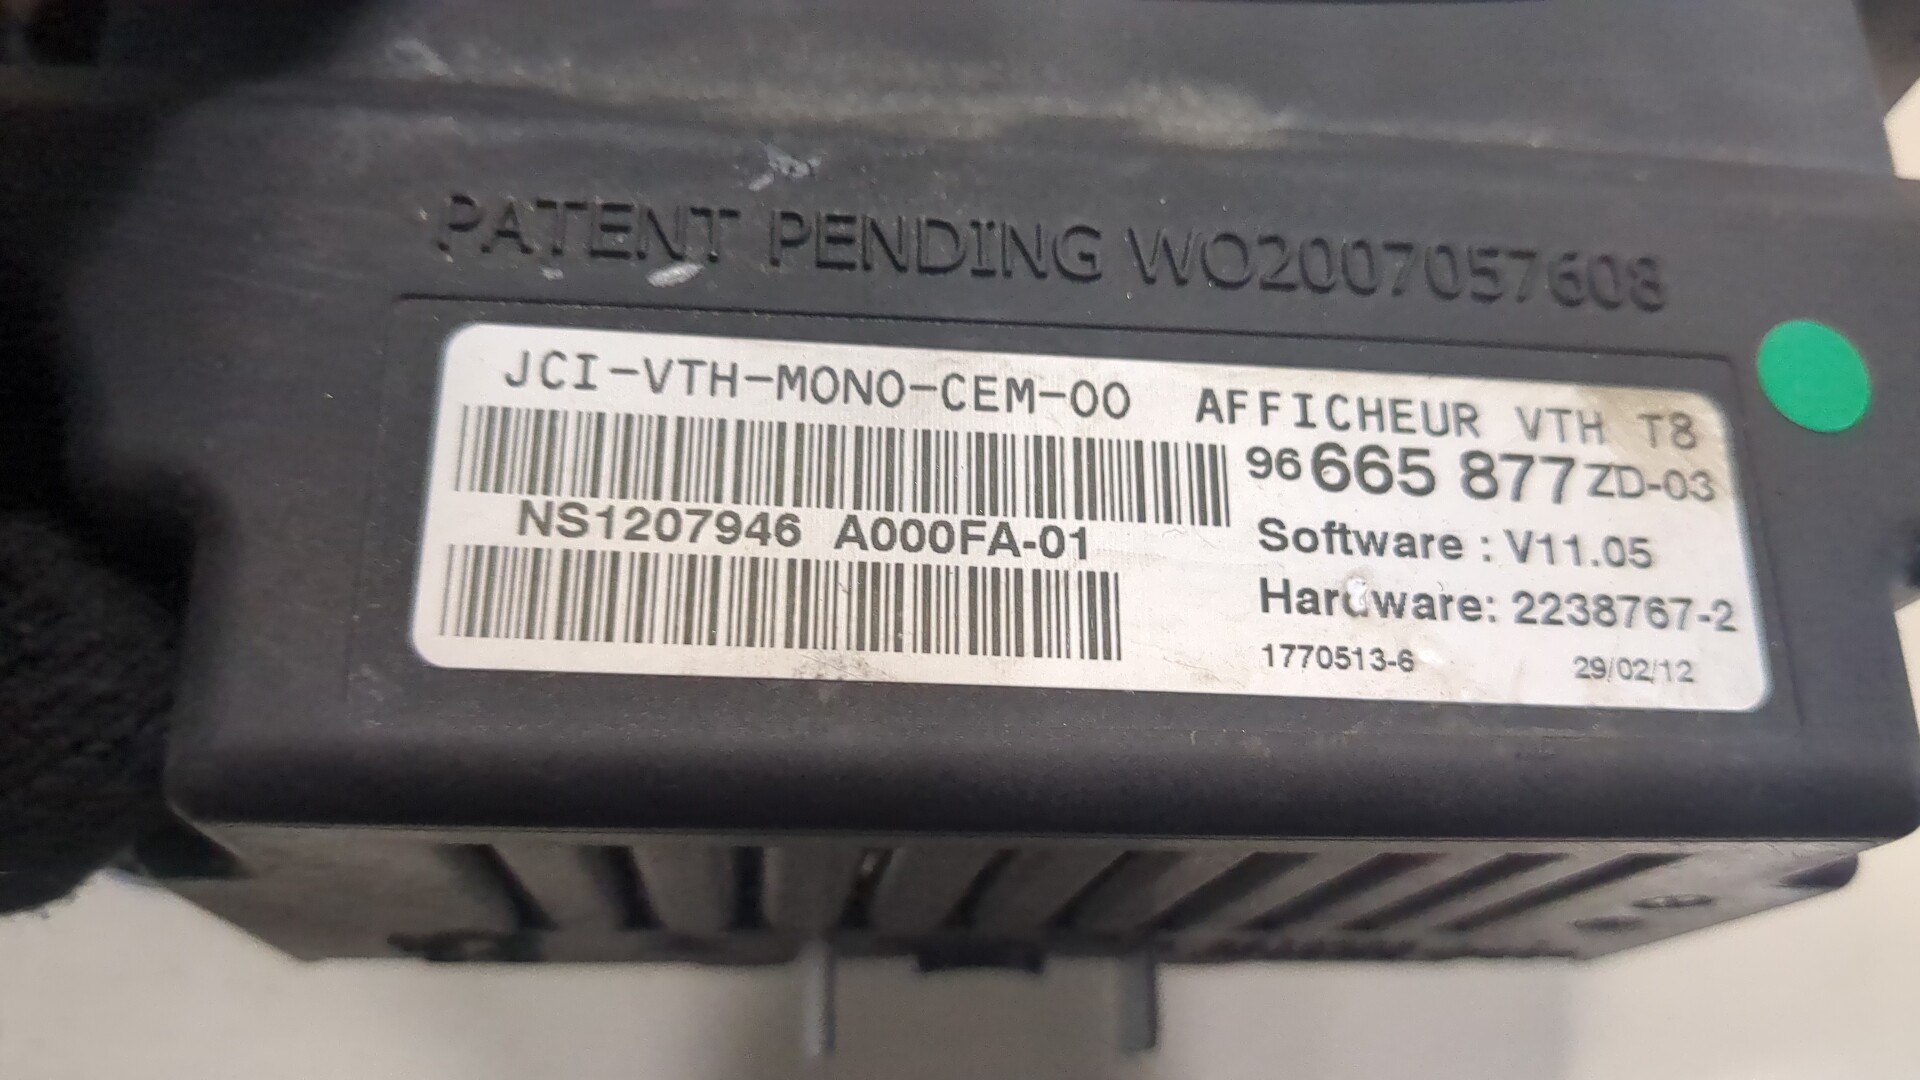 PATENT PENDING WO2007057608
JCI-VTH-MONO-CEM-00 AFFICHEUR VTH T8
96 665 877 ZD-03
NS1207946 A000FA-01
Software : V11.05
Hardware: 2238767-2
1770513-6 29/02/12